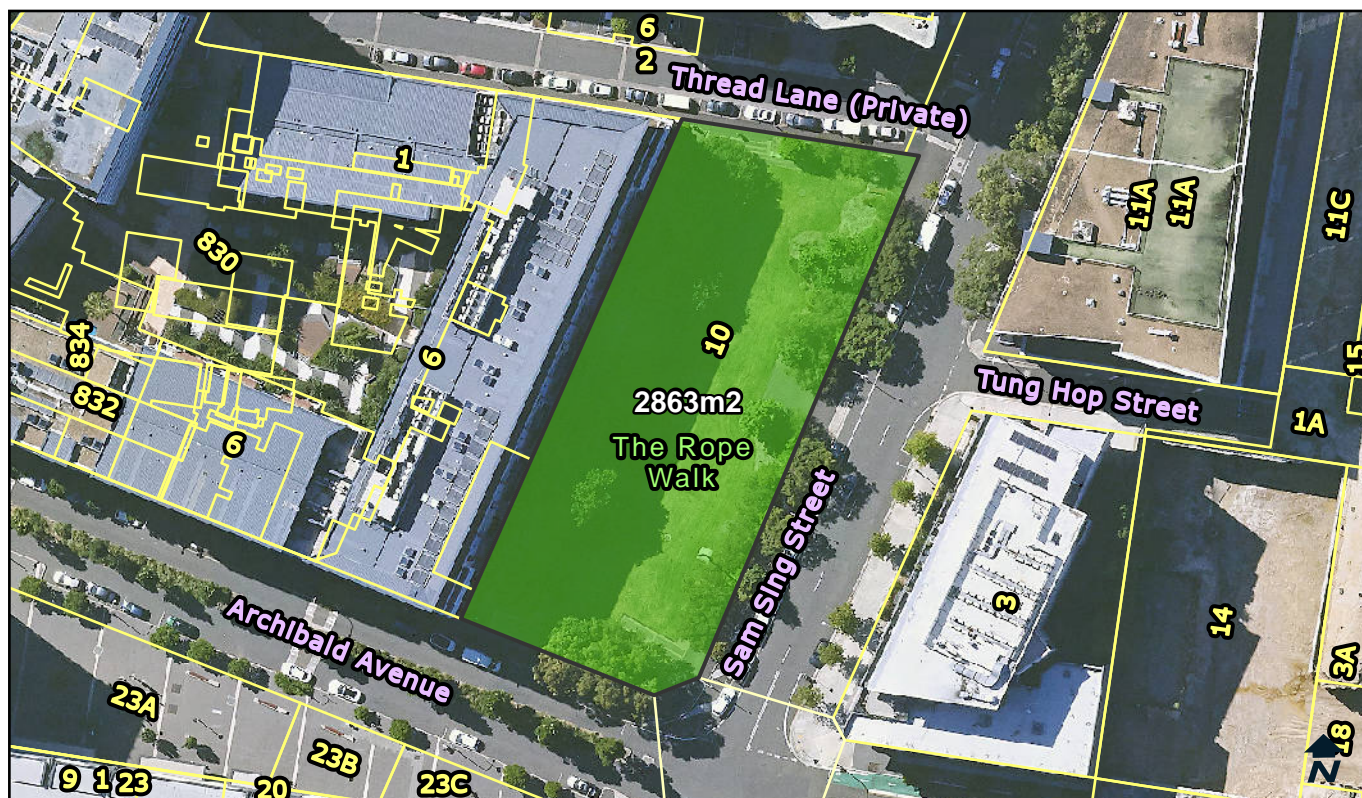 6
2
Thread Lane (Private)
1
11A
11A
11C
830
10
834
6
15
832
2863m2
Tung Hop Street
1A
6
The Rope
Walk
Sam Sing Street
3
14
Archibald Avenue
3A
23A
18
23B
N
9
1
23
20
23C